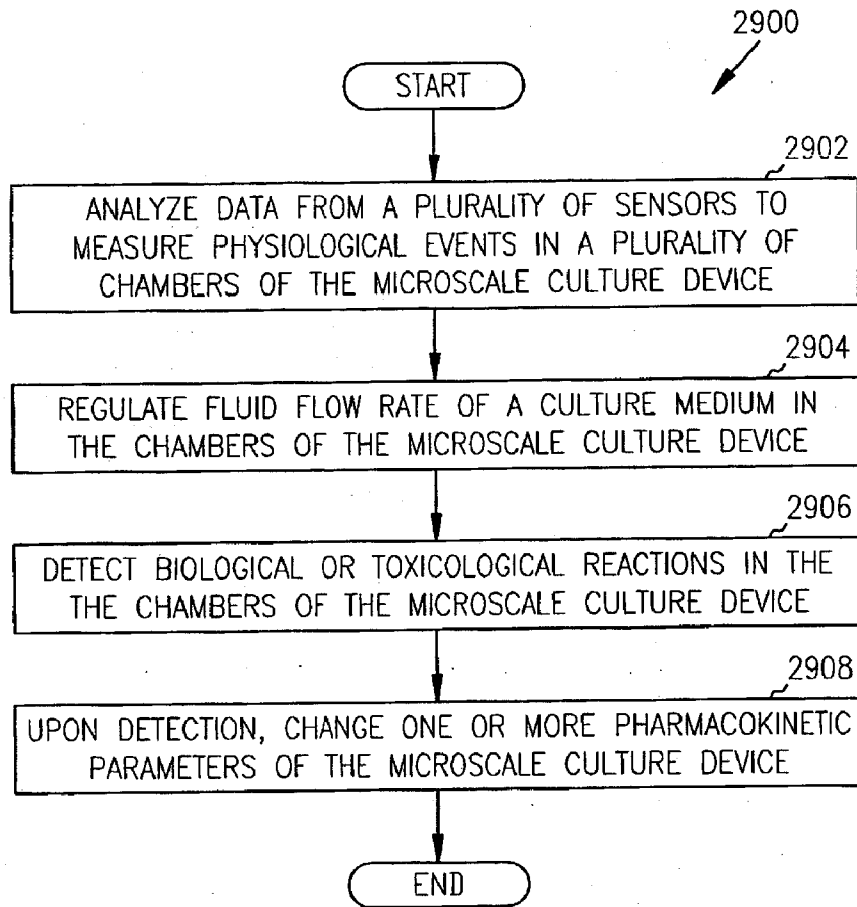 2900
START
2902
ANALYZE DATA FROM A PLURALITY OF SENSORS TO
MEASURE PHYSIOLOGICAL EVENTS IN A PLURALITY OF
CHAMBERS OF THE MICROSCALE CULTURE DEVICE
2904
REGULATE FLUID FLOW RATE OF A CULTURE MEDIUM IN
THE CHAMBERS OF THE MICROSCALE CULTURE DEVICE
2906
DETECT BIOLOGICAL OR TOXICOLOGICAL REACTIONS IN THE
THE CHAMBERS OF THE MICROSCALE CULTURE DEVICE
2908
UPON DETECTION, CHANGE ONE OR MORE PHARMACOKINETIC
PARAMETERS OF THE MICROSCALE CULTURE DEVICE
END